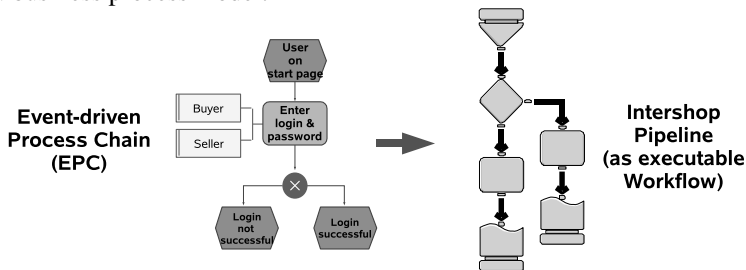 Event-driven
Process Chain
(EPC)
User
on
start page
Buyer
Seller
Enter
login &
password
Login
not
successful
Login
successful
Intershop
Pipeline
(as executable
Workflow)